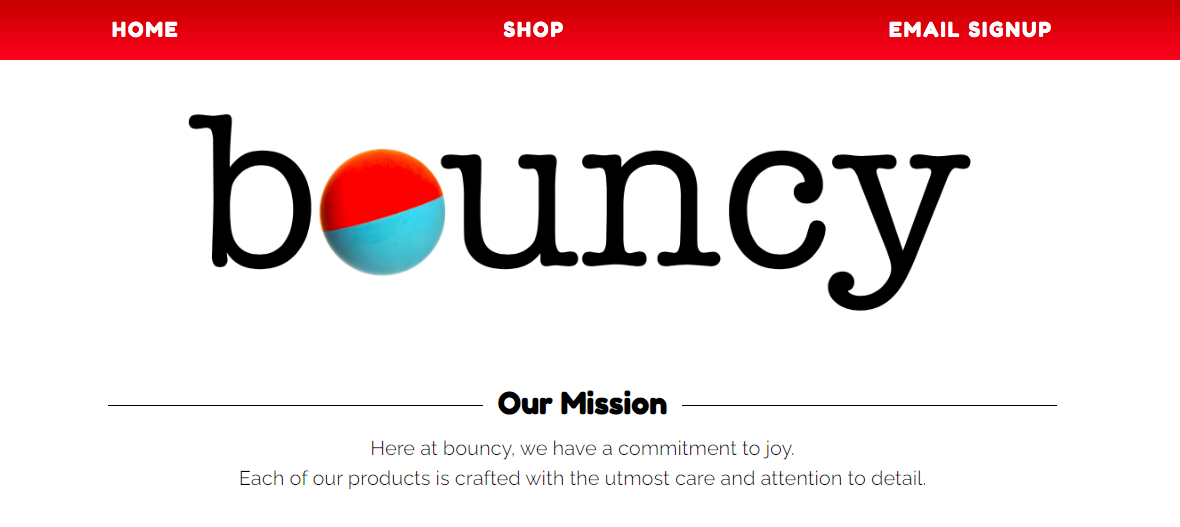 HOME SHOP EMAIL SIGNUP
bouncy
Our Mission
Here at bouncy, we have a commitment to joy.
Each of our products is crafted with the utmost care and attention to detail.